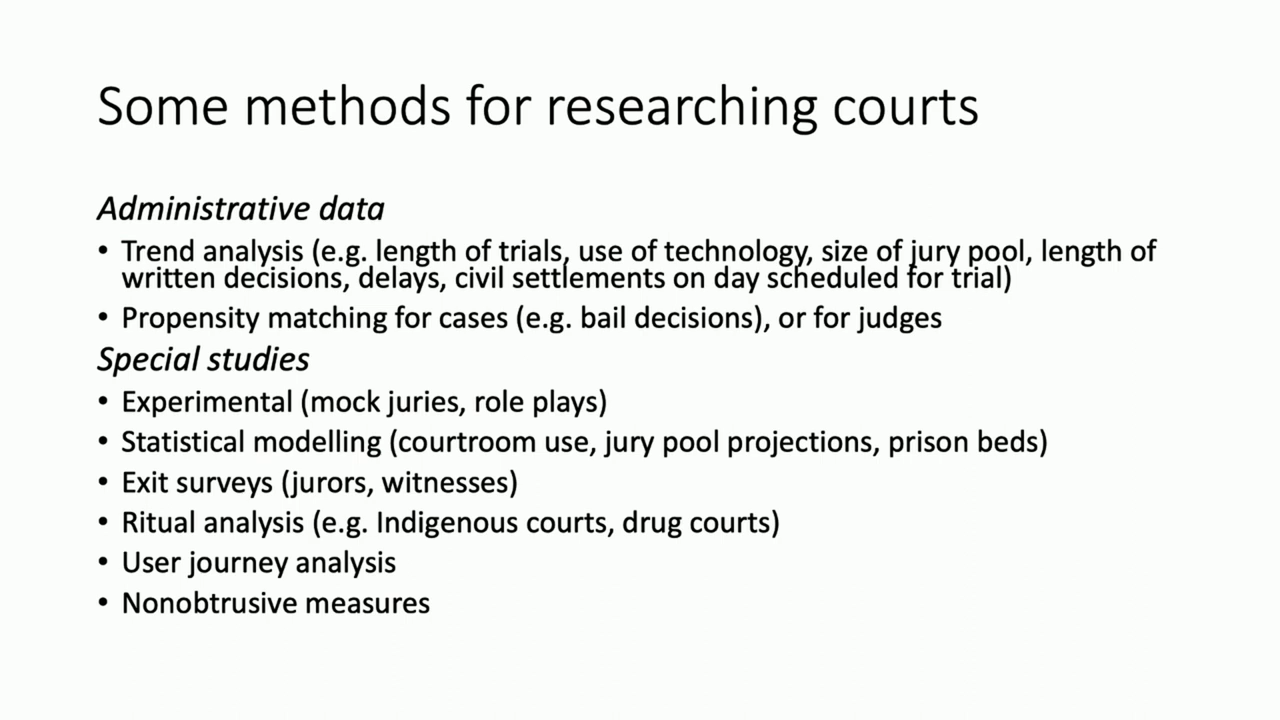 Some methods for researching courts
Administrative data
• Trend analysis (e.g. length of trials, use of technology, size of jury pool, length of
written decisions, delays, civil settlements on day scheduled for trial)
• Propensity matching for cases (e.g. bail decisions), or for judges
Special studies
• Experimental (mock juries, role plays)
• Statistical modelling (courtroom use, jury pool projections, prison beds)
• Exit surveys (jurors, witnesses)
• Ritual analysis (e.g. Indigenous courts, drug courts)
• User journey analysis
• Nonobtrusive measures